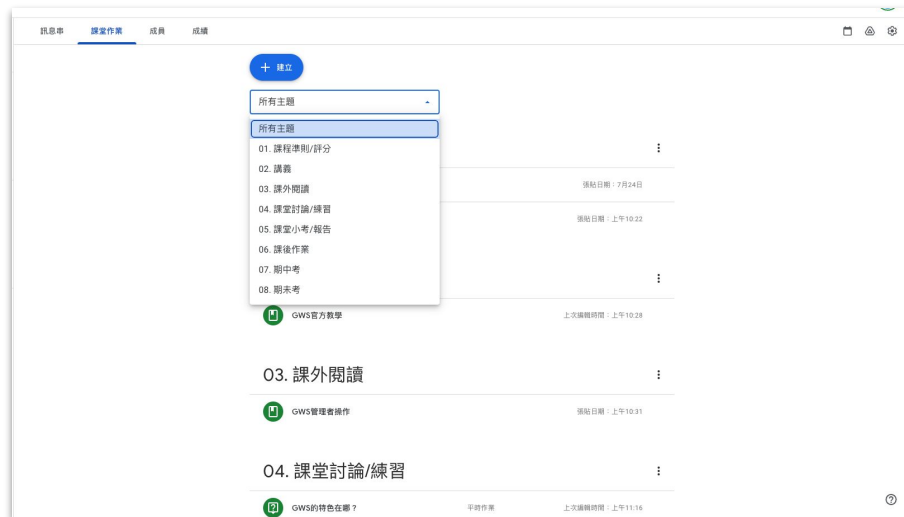 訊息串 課堂作業 成員 成績
建立
所有主題
所有主題
01. 課程準則/評分
02. 講義
張貼日期：7月24日
03. 課外閱讀
04. 課堂討論/練習
張貼日期：上午10:22
05. 課堂小考/報告
06. 課後作業
07. 期中考
08. 期末考
GWS官方教學 上次編輯時間：上午10:28
03. 課外閱讀
GWS管理者操作 張貼日期：上午10:31
04. 課堂討論/練習
GWS的特色在哪？ 平時作業 上次編輯時間：上午11:16